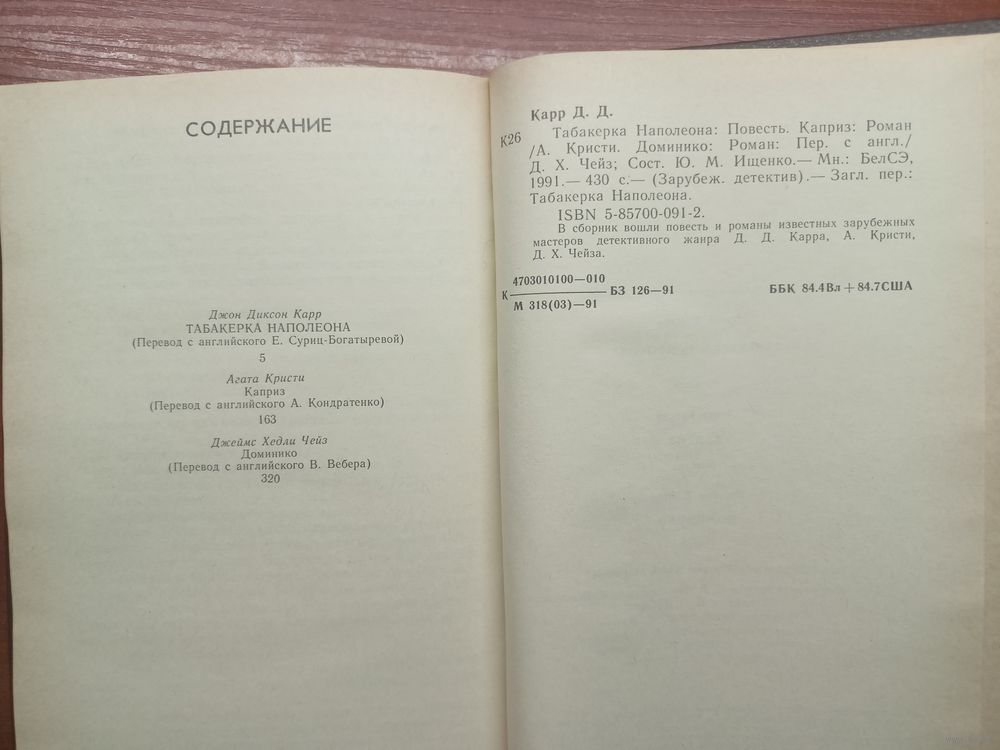 СОДЕРЖАНИЕ
Джон Диксон Карр
ТАБАКЕРКА НАПОЛЕОНА
(Перевод с английского Е. Суриц-Богатыревой)
5
Агата Кристи
Каприз
(Перевод с английского А. Кондратенко)
163
Джеймс Хедли Чейз
Доминико
(Перевод с английского В. Вебера)
320
Карр Д. Д.
К26 Табакерка Наполеона: Повесть. Каприз: Роман
/А. Кристи. Доминико: Роман: Пер. с англ./
Д. Х. Чейз; Сост. Ю. М. Ищенко.— Мн.: БелСЭ,
1991.— 430 с.— (Зарубеж. детектив).— Загл. пер.:
Табакерка Наполеона.
ISBN 5-85700-091-2.
В сборник вошли повесть и романы известных зарубежных
мастеров детективного жанра Д. Д. Карра, А. Кристи,
Д. Х. Чейза.
4703010100—010
К БЗ 126—91
М 318(03)—91
ББК 84.4Вл+84.7США